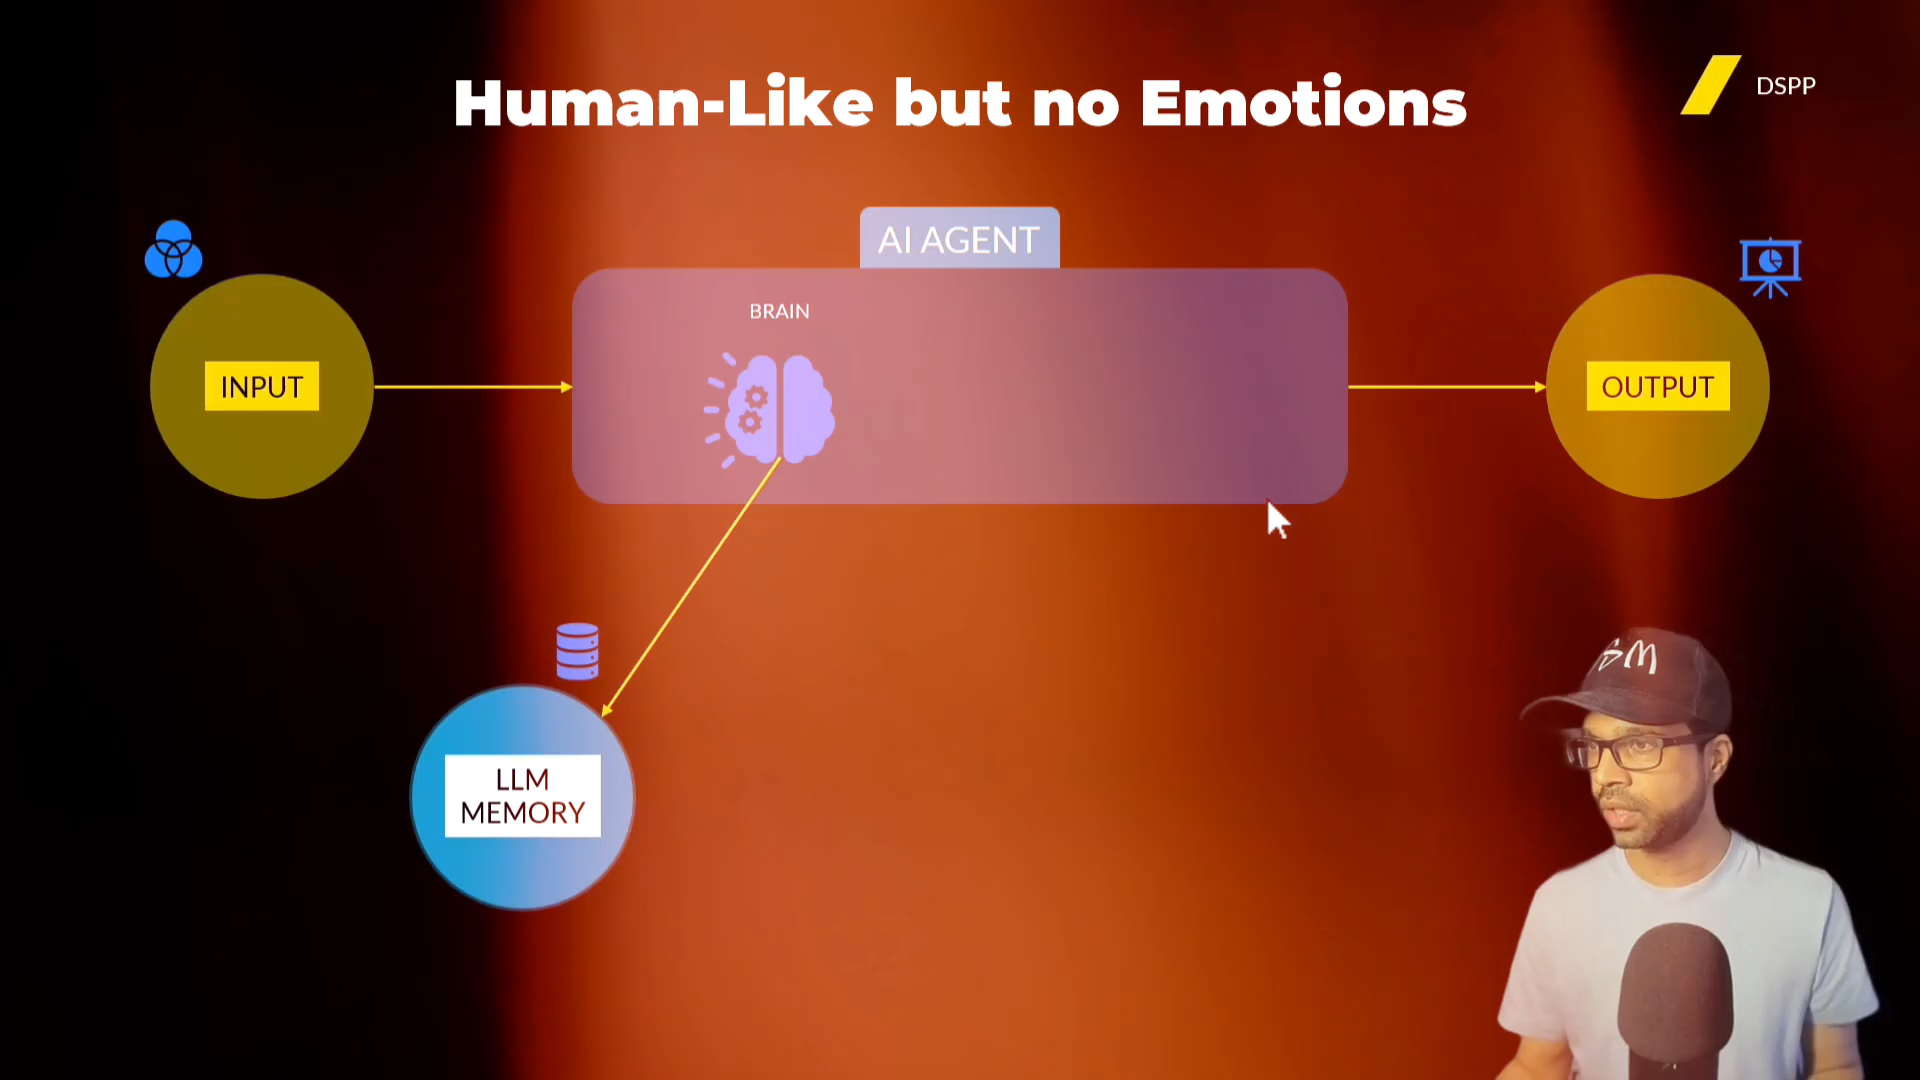 Human-Like but no Emotions
DSPP
AI AGENT
BRAIN
INPUT
OUTPUT
LLM
MEMORY
SM